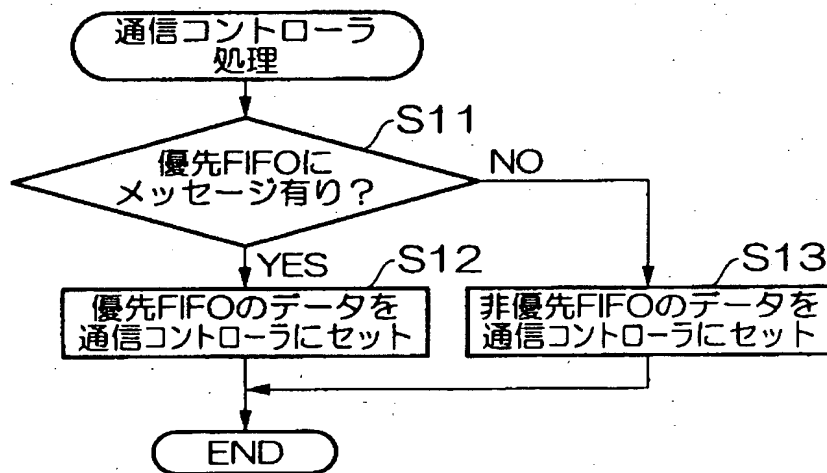 通信コントローラ
処理
S11
優先FIFOに
メッセージ有り？
NO
YES
S12
S13
優先FIFOのデータを
通信コントローラにセット
非優先FIFOのデータを
通信コントローラにセット
END